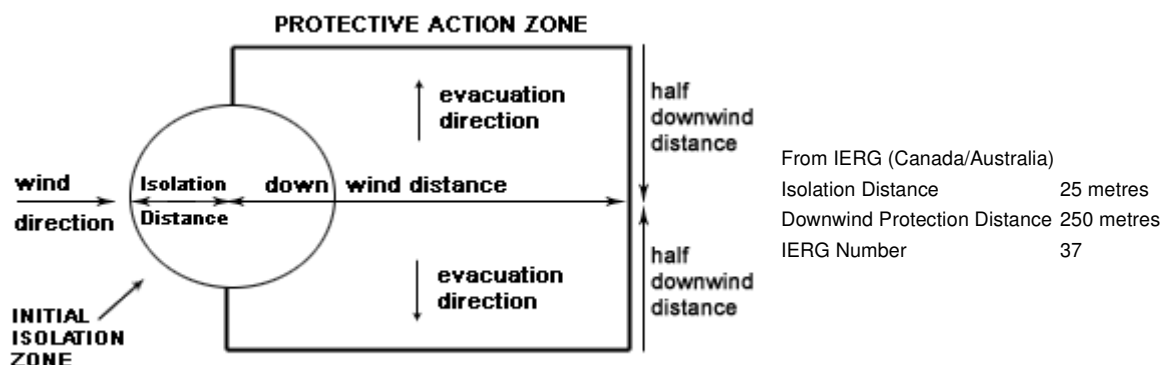 PROTECTIVE ACTION ZONE
evacuation
direction
half
downwind
distance
wind
direction
Isolation
Distance
down wind distance
evacuation
direction
half
downwind
distance
INITIAL
ISOLATION
ZONE
From IERG (Canada/Australia)
Isolation Distance 25 metres
Downwind Protection Distance 250 metres
IERG Number 37